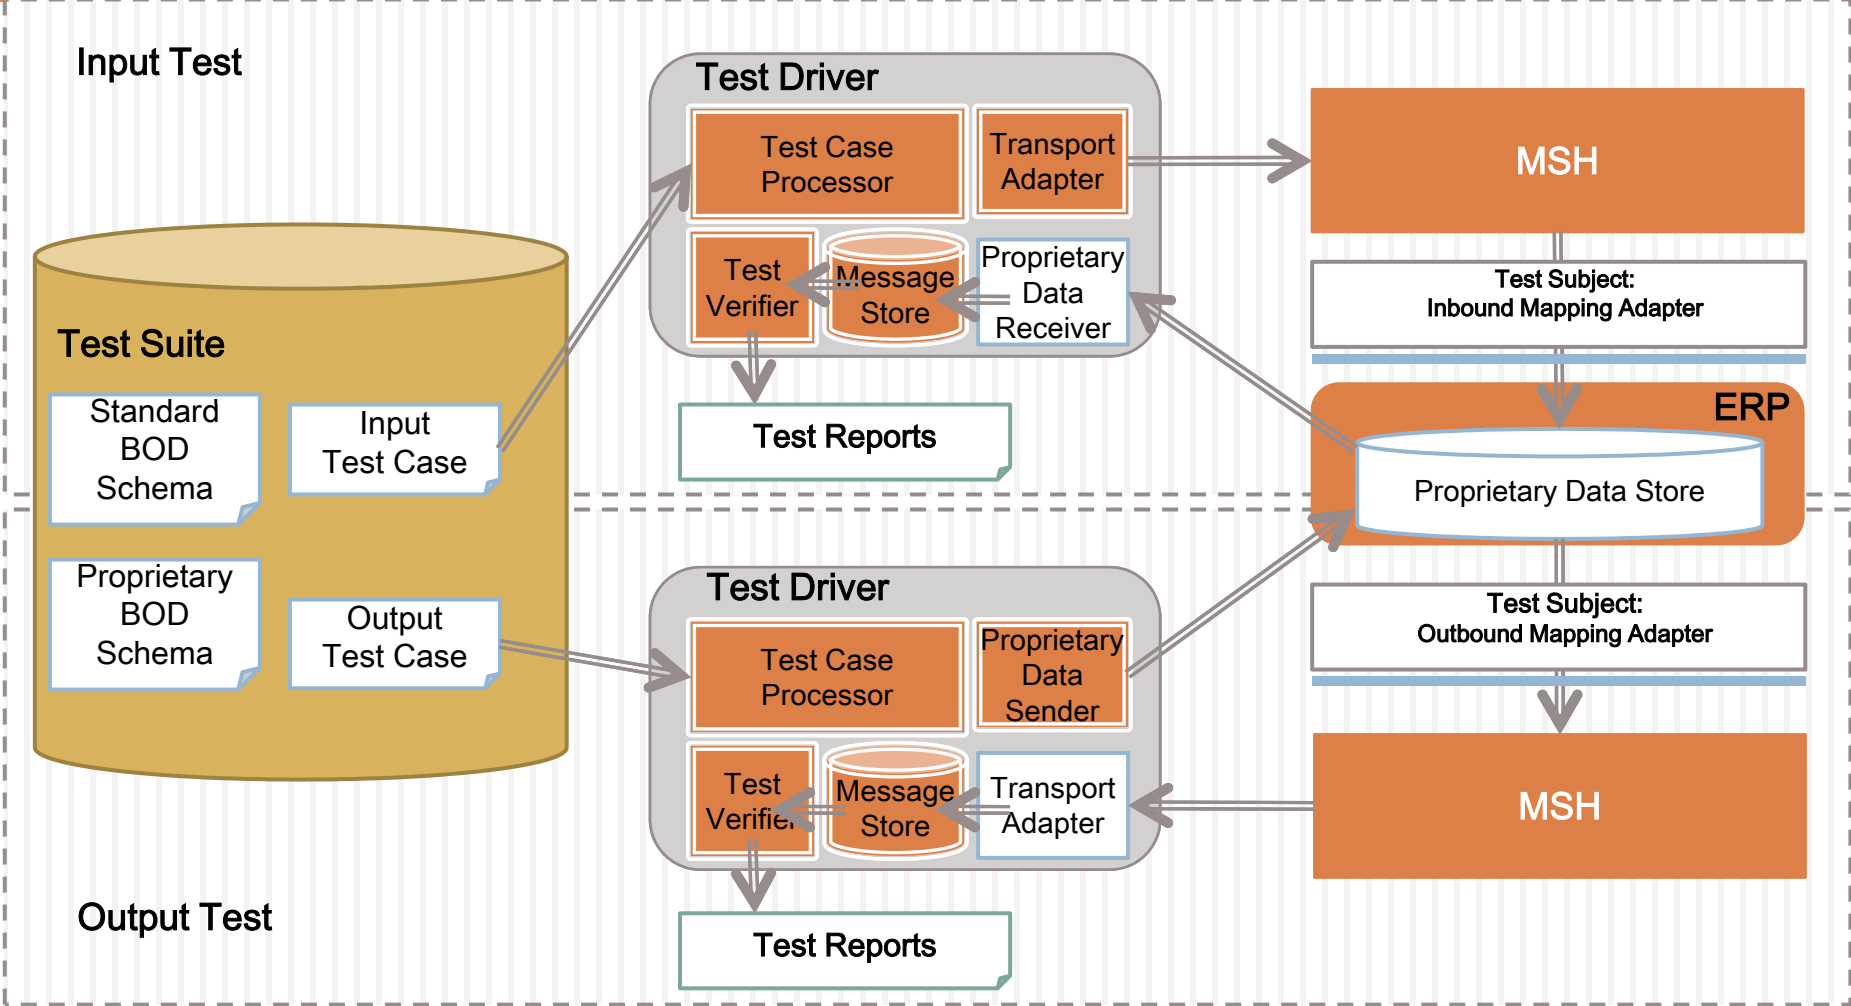 Input Test
Test Driver
Test Case
Processor
Transport
Adapter
MSH
Test
Verifier
Message
Store
Proprietary
Data
Receiver
Test Subject:
Inbound Mapping Adapter
Test Suite
Standard
BOD
Schema
Input
Test Case
Test Reports
ERP
Proprietary Data Store
Proprietary
BOD
Schema
Output
Test Case
Test Driver
Test Case
Processor
Proprietary
Data
Sender
Test Subject:
Outbound Mapping Adapter
Test
Verifier
Message
Store
Transport
Adapter
MSH
Output Test
Test Reports